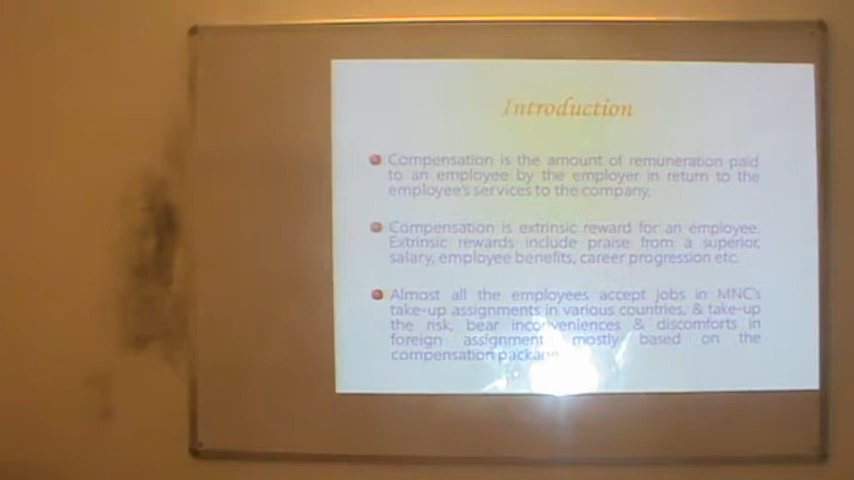 Introduction
Compensation is the amount of remuneration paid
to an employee by the employer in return to the
employee's services to the company.
Compensation is extrinsic reward for an employee.
Extrinsic rewards include praise from a superior,
salary, employee benefits, career progression etc.
Almost all the employees accept jobs in MNC's
take-up assignments in various countries, & take-up
the risk, bear inconveniences & discomforts in
foreign assignment mostly based on the
compensation package